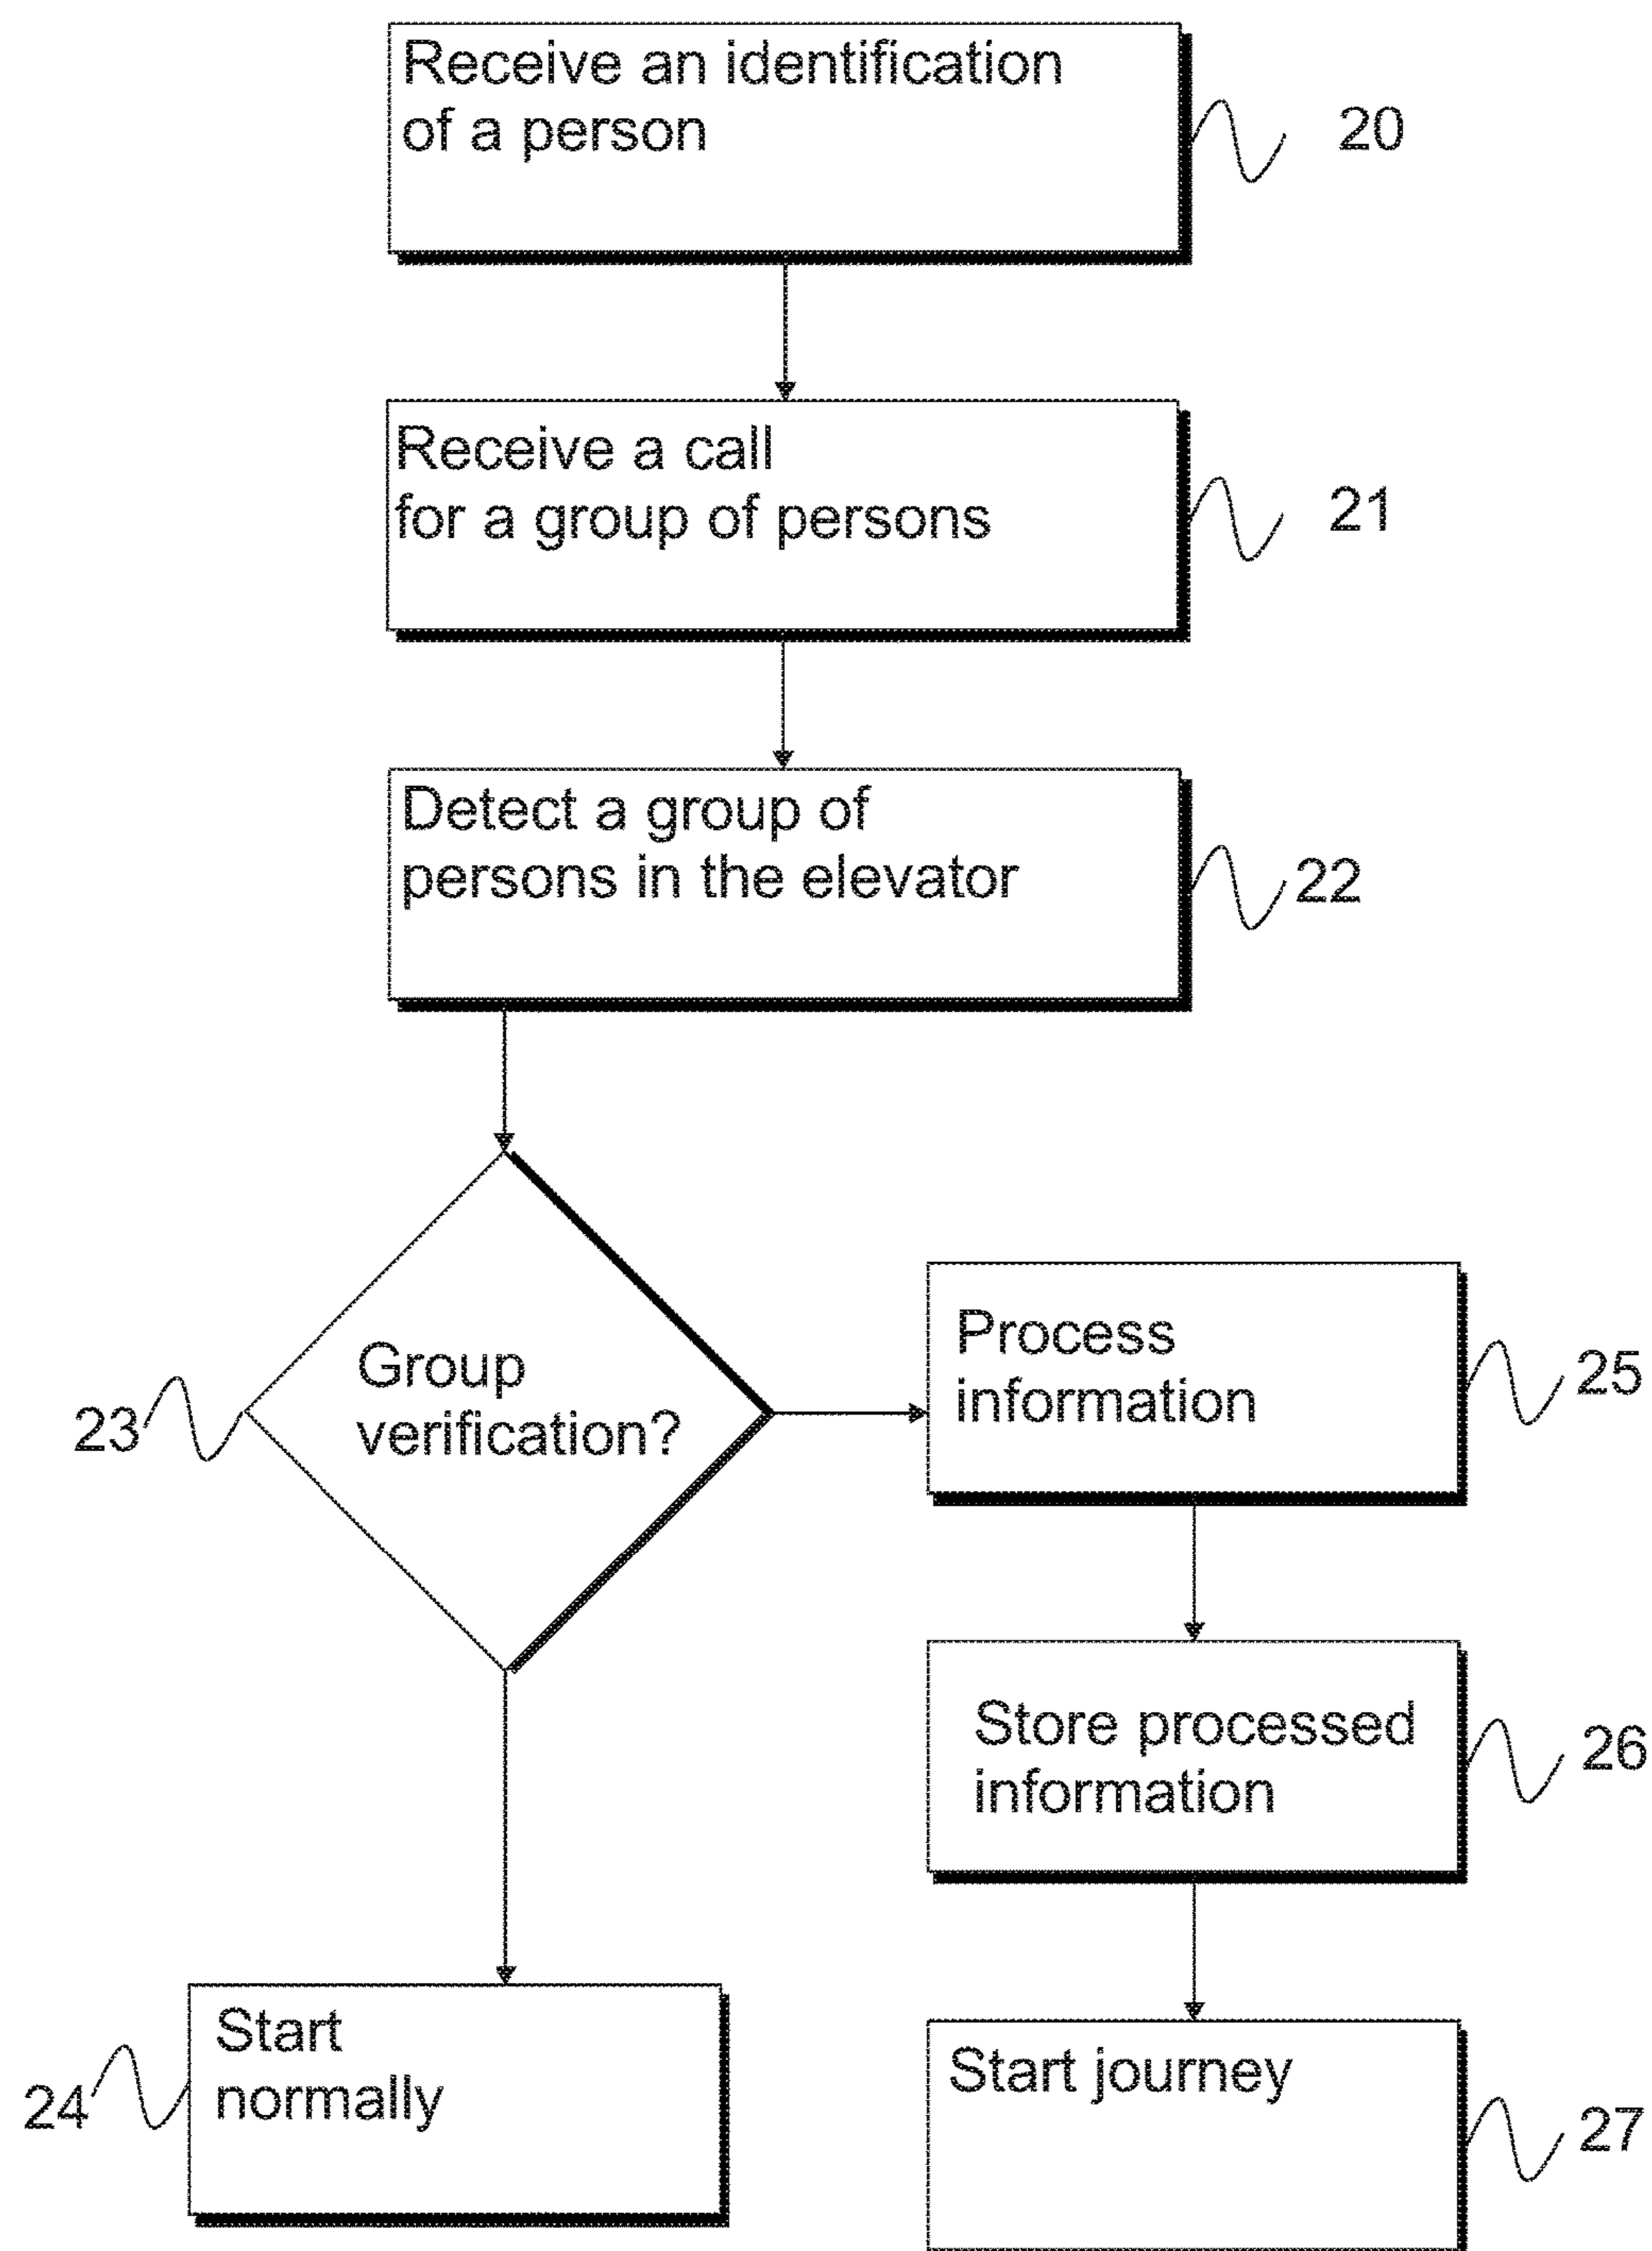 Receive an identification
of a person
20
Receive a call
for a group of persons
21
Detect a group of
persons in the elevator
22
Group
verification?
23
Process
information
25
Store processed
information
26
Start
normally
24
Start journey
27